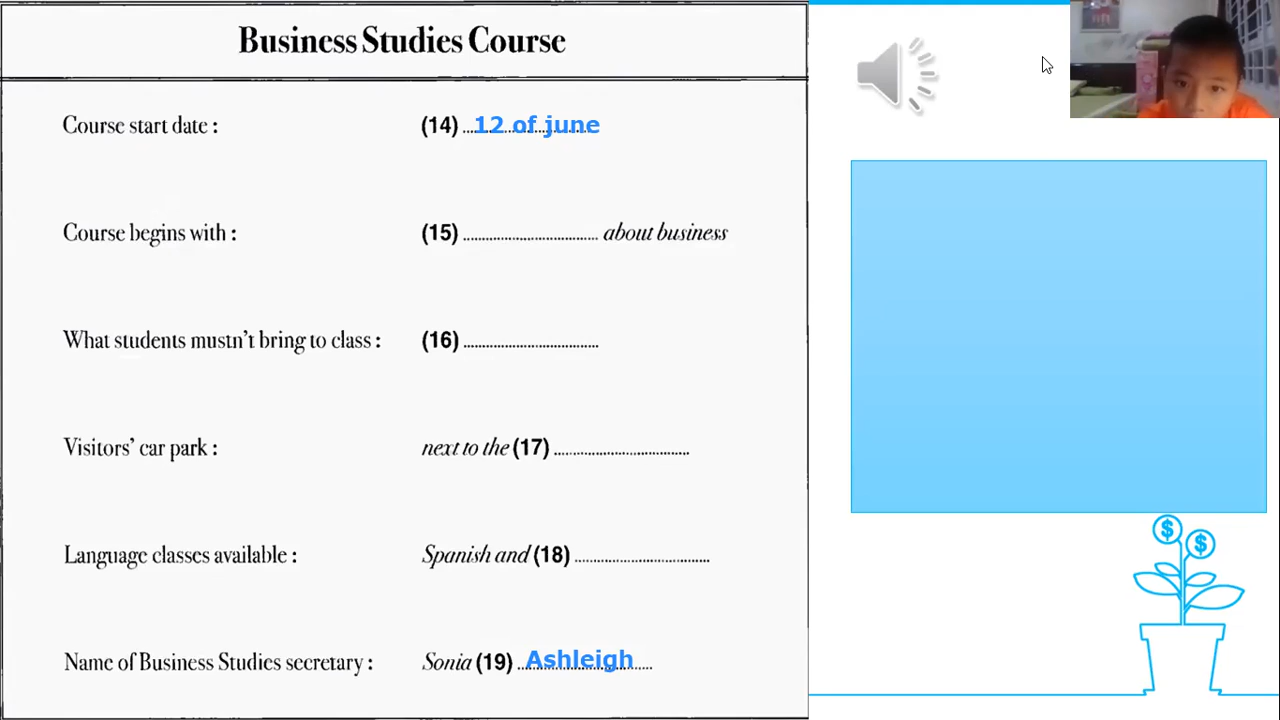 Business Studies Course
Course start date : (14) 12 of june
Course begins with : (15) .................................. about business
What students mustn't bring to class : (16) ..................................
Visitors' car park : next to the (17) ..................................
Language classes available : Spanish and (18) ..................................
Name of Business Studies secretary : Sonia (19) Ashleigh
$ $